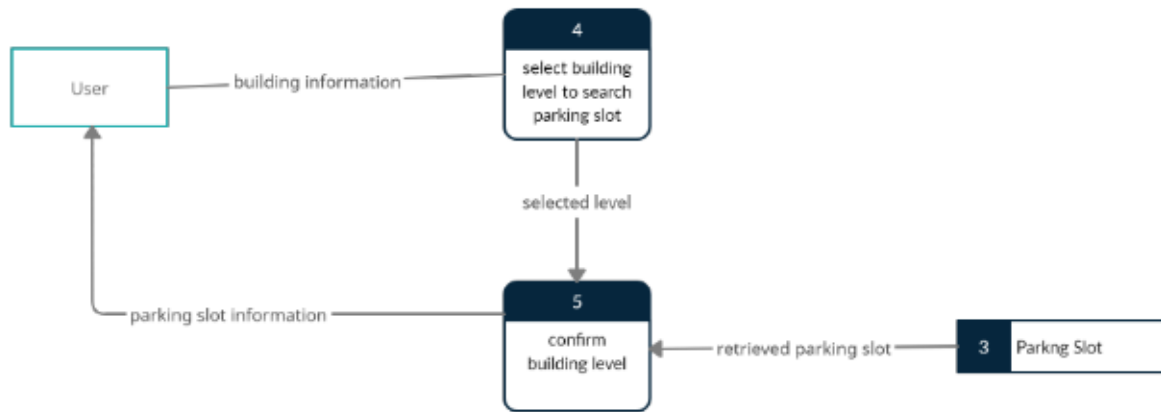 4
User
building information
select building
level to search
parking slot
selected level
5
parking slot information
confirm
building level
retrieved parking slot
3
Parkng Slot